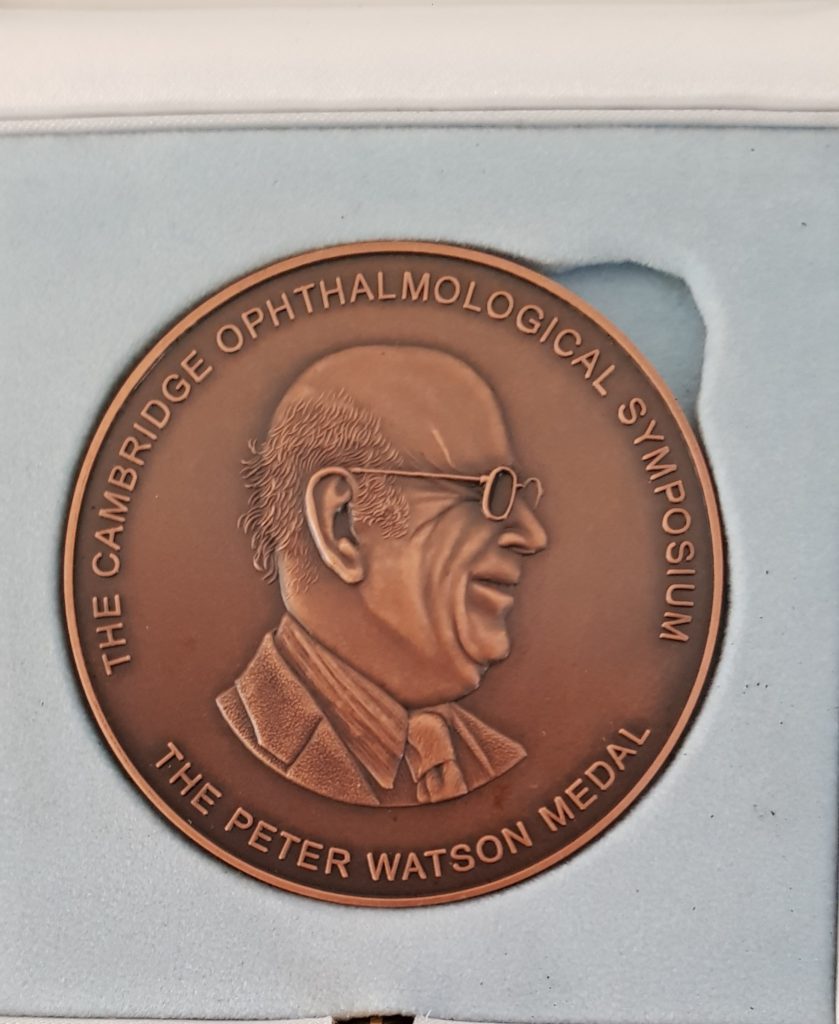 THE CAMBRIDGE OPHTHALMOLOGICAL SYMPOSIUM
THE PETER WATSON MEDAL